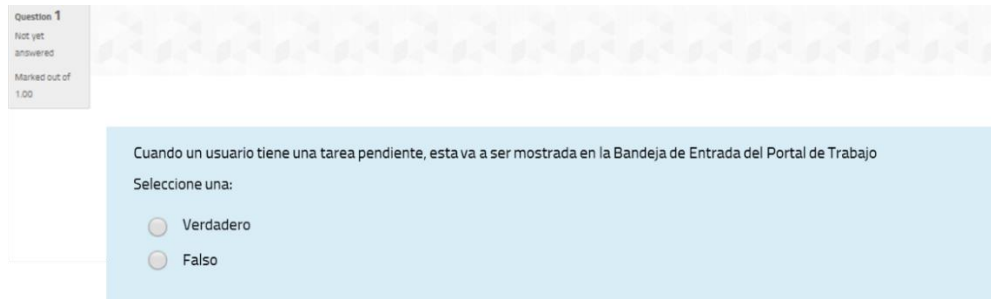 Question 1
Not yet
answered
Marked out of
1.00
Cuando un usuario tiene una tarea pendiente, esta va a ser mostrada en la Bandeja de Entrada del Portal de Trabajo
Seleccione una:
Verdadero
Falso